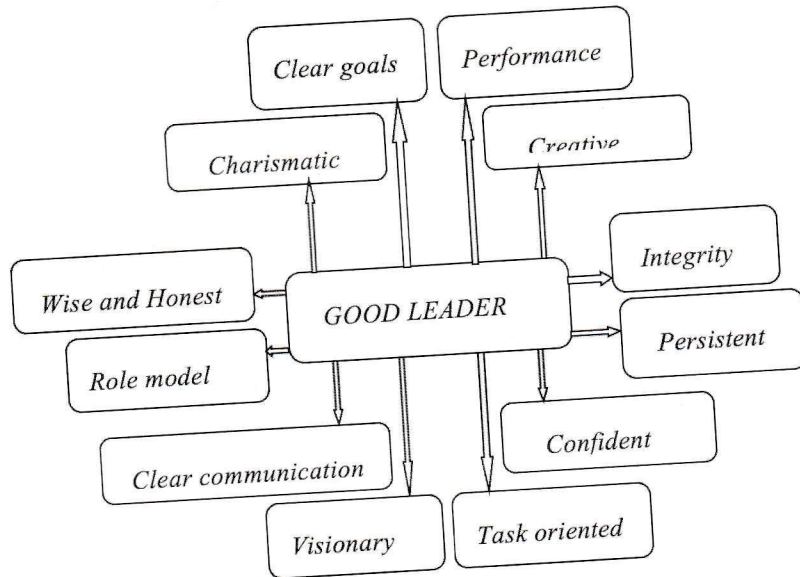 Clear goals
Performance
Charismatic
Creative
Integrity
Wise and Honest
GOOD LEADER
Persistent
Role model
Confident
Clear communication
Task oriented
Visionary